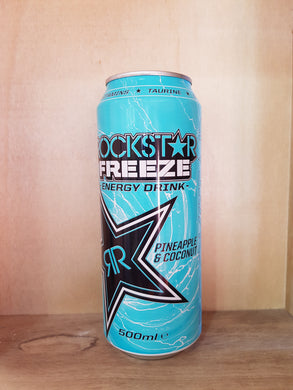 TAURINE ★
ROCKSTAR
FREEZE
-ENERGY DRINK-
PINEAPPLE
& COCONUT
R
500ml℮